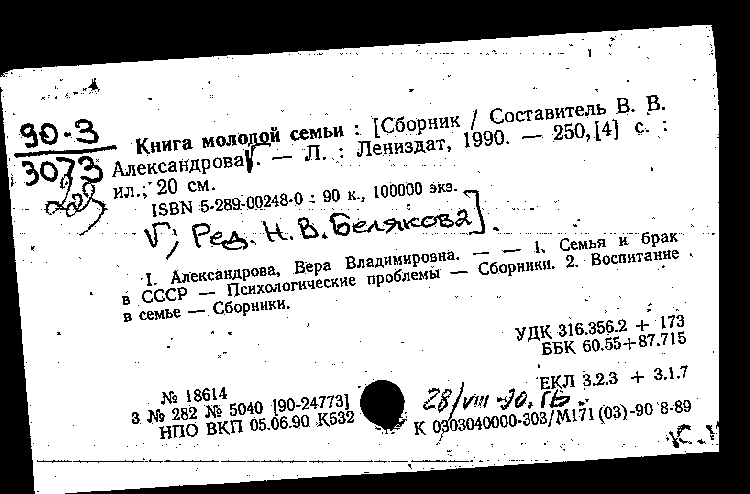 90-3
3073
Книга молодой семьи : [Сборник / Составитель В. В.
Александрова V. — Л. : Лениздат, 1990. — 250,[4] с. :
ил.; 20 см.
ISBN 5-289-00248-0 : 90 к., 100000 экз.
V; Ред. Н. В. Белякова].
I. Александрова, Вера Владимировна. — — 1. Семья и брак
в СССР — Психологические проблемы — Сборники. 2. Воспитание
в семье — Сборники.
УДК 316.356.2 + 173
ББК 60.55+87.715
ЕКЛ 3.2.3 + 3.1.7
№ 18614
3 № 282 № 5040 [90-24773]
НПО ВКП 05.06.90 К532
28/VIII-90. ГБ.
К 0303040000-303/М171(03)-90 8-89